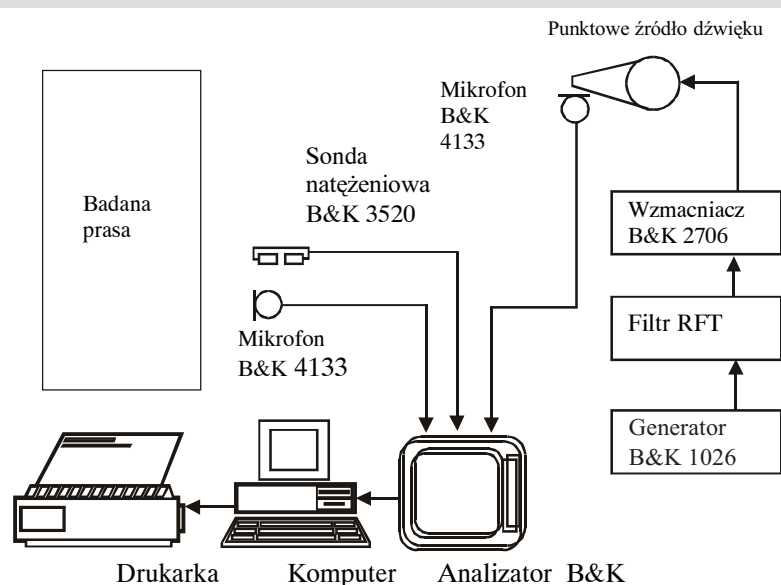 Punktowe źródło dźwięku
Mikrofon
B&K
4133
Sonda
natężeniowa
B&K 3520
Badana
prasa
Wzmacniacz
B&K 2706
Filtr RFT
Mikrofon
B&K 4133
Generator
B&K 1026
Drukarka Komputer Analizator B&K